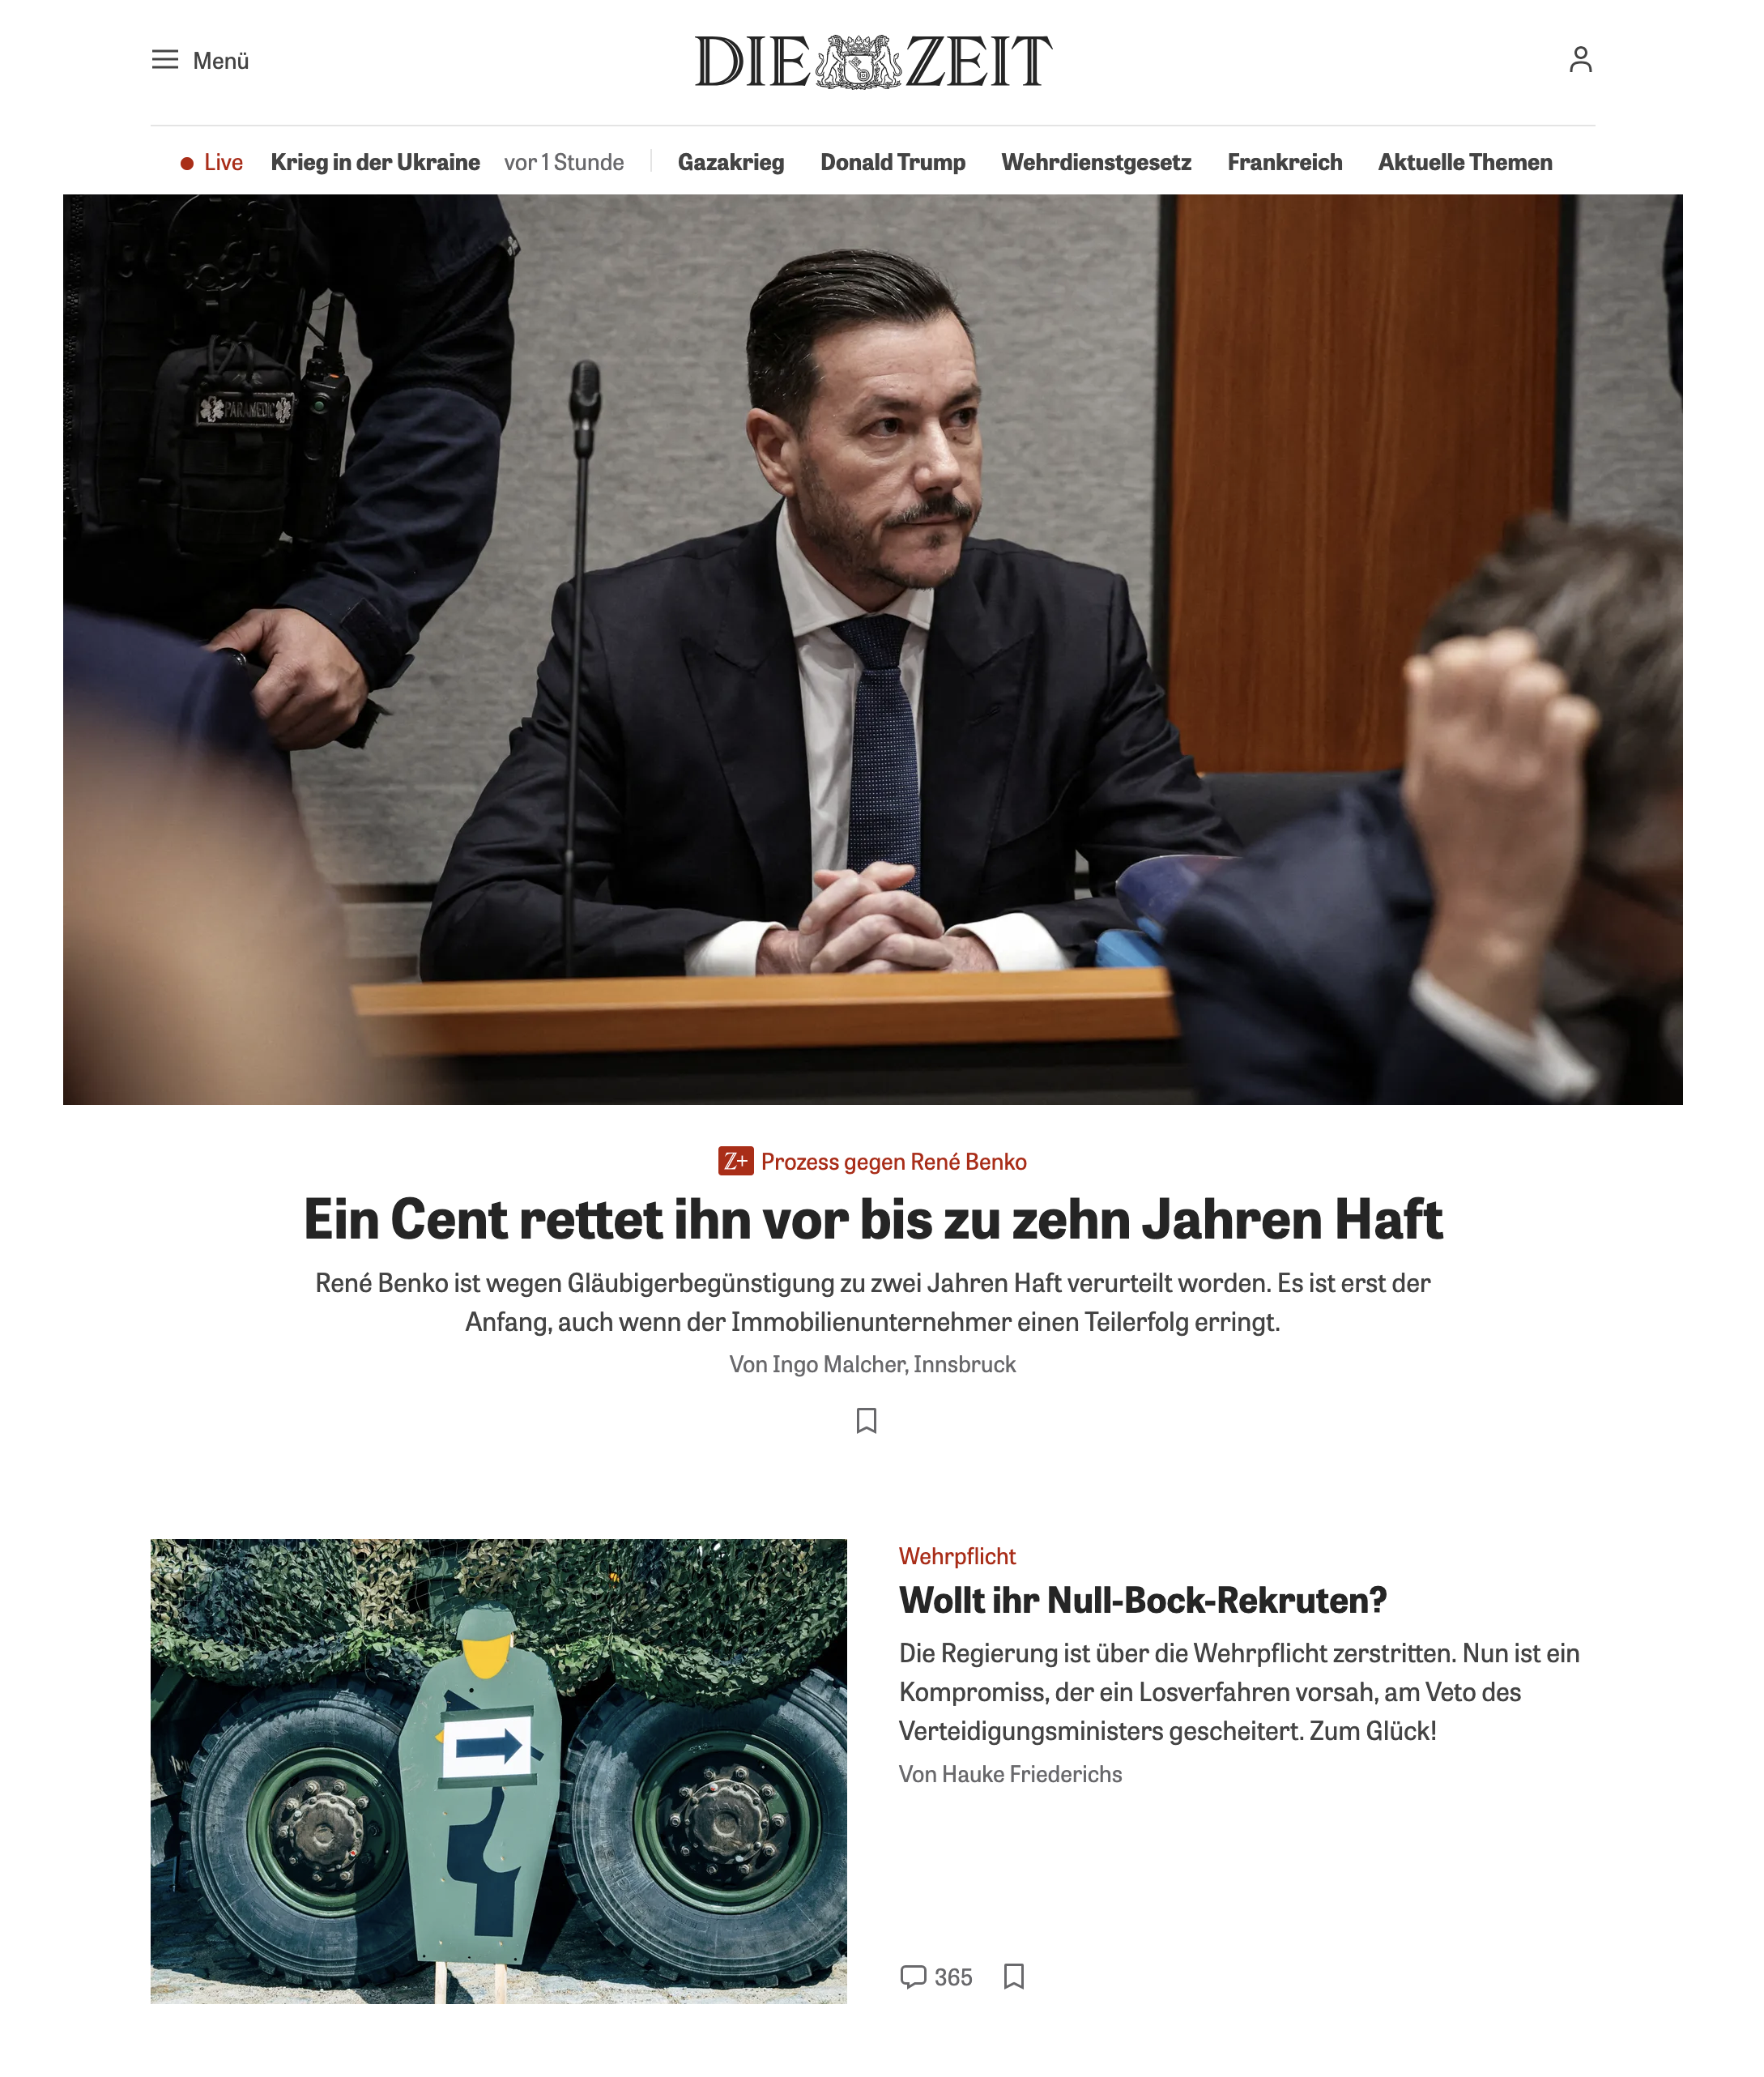 Menü
DIE ZEIT
Live Krieg in der Ukraine vor 1 Stunde Gazakrieg Donald Trump Wehrdienstgesetz Frankreich Aktuelle Themen
PARAMEDIC
Z+ Prozess gegen René Benko
Ein Cent rettet ihn vor bis zu zehn Jahren Haft
René Benko ist wegen Gläubigerbegünstigung zu zwei Jahren Haft verurteilt worden. Es ist erst der
Anfang, auch wenn der Immobilienunternehmer einen Teilerfolg erringt.
Von Ingo Malcher, Innsbruck
Wehrpflicht
Wollt ihr Null-Bock-Rekruten?
Die Regierung ist über die Wehrpflicht zerstritten. Nun ist ein
Kompromiss, der ein Losverfahren vorsah, am Veto des
Verteidigungsministers gescheitert. Zum Glück!
Von Hauke Friederichs
365